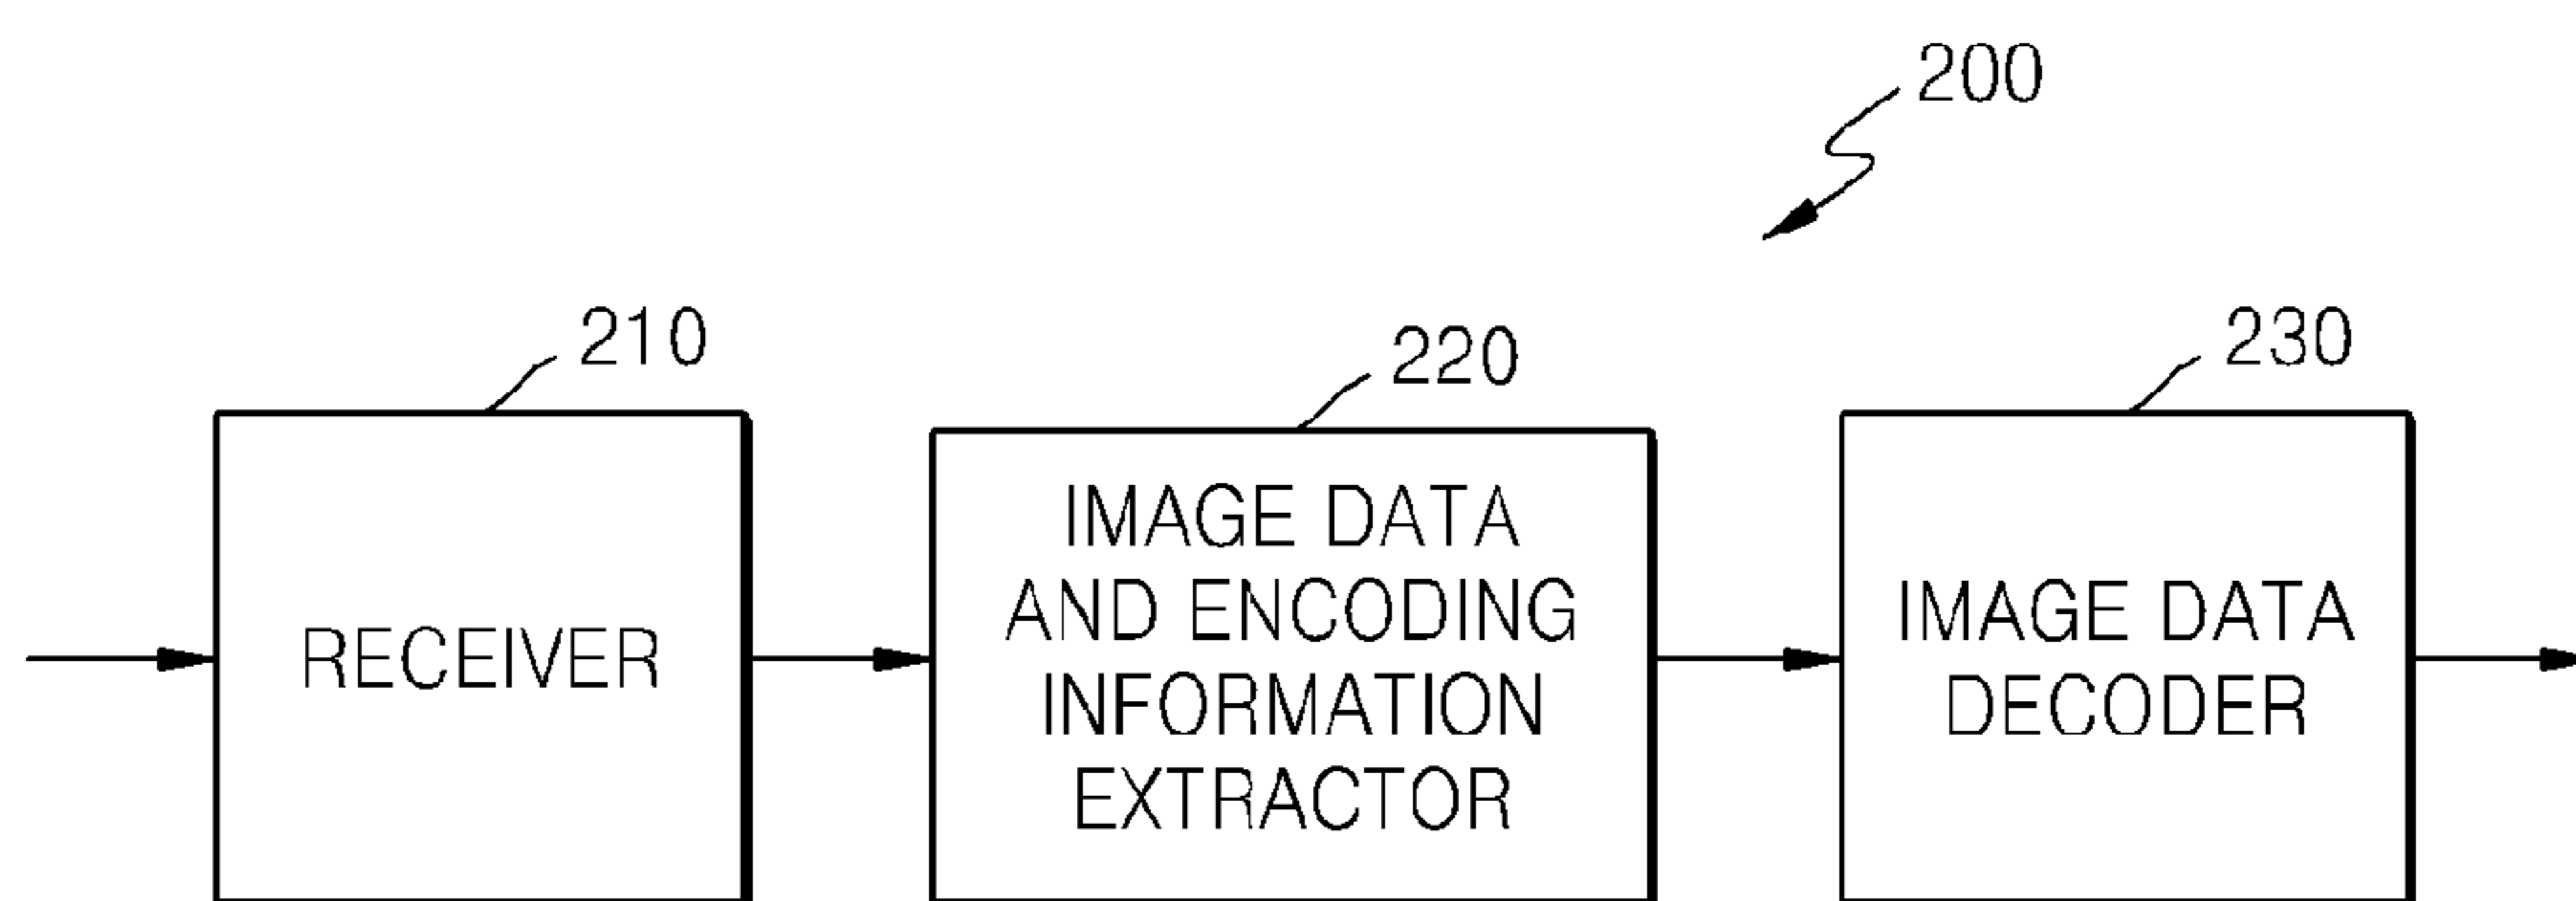 200
210
220
230
RECEIVER
IMAGE DATA
AND ENCODING
INFORMATION
EXTRACTOR
IMAGE DATA
DECODER